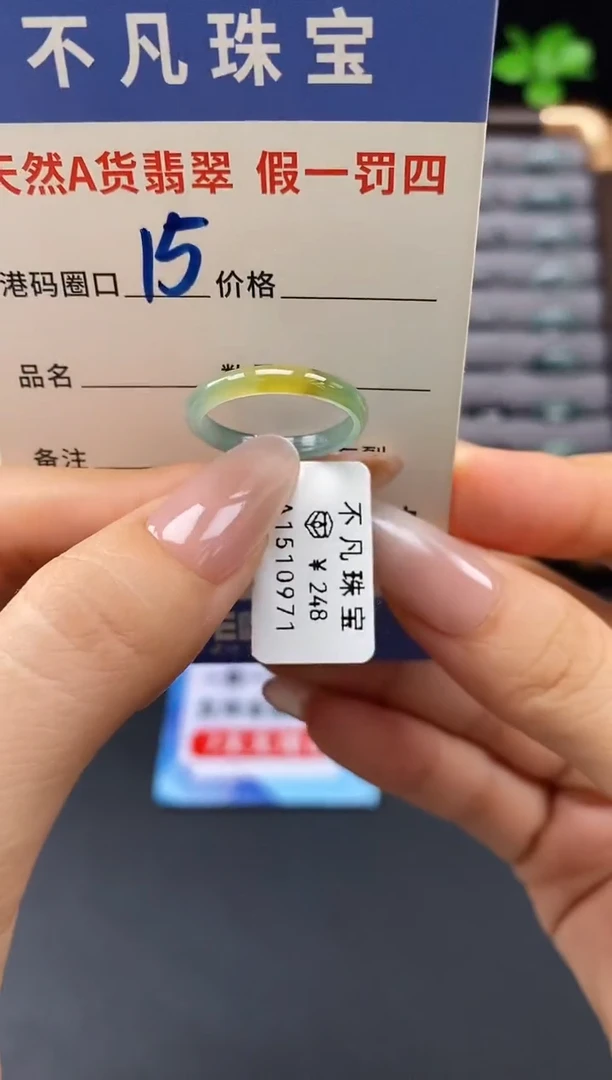 不凡珠宝
天然A货翡翠 假一罚四
港码圈口 15 价格
品名
备注
不凡珠宝
¥248
A1510971